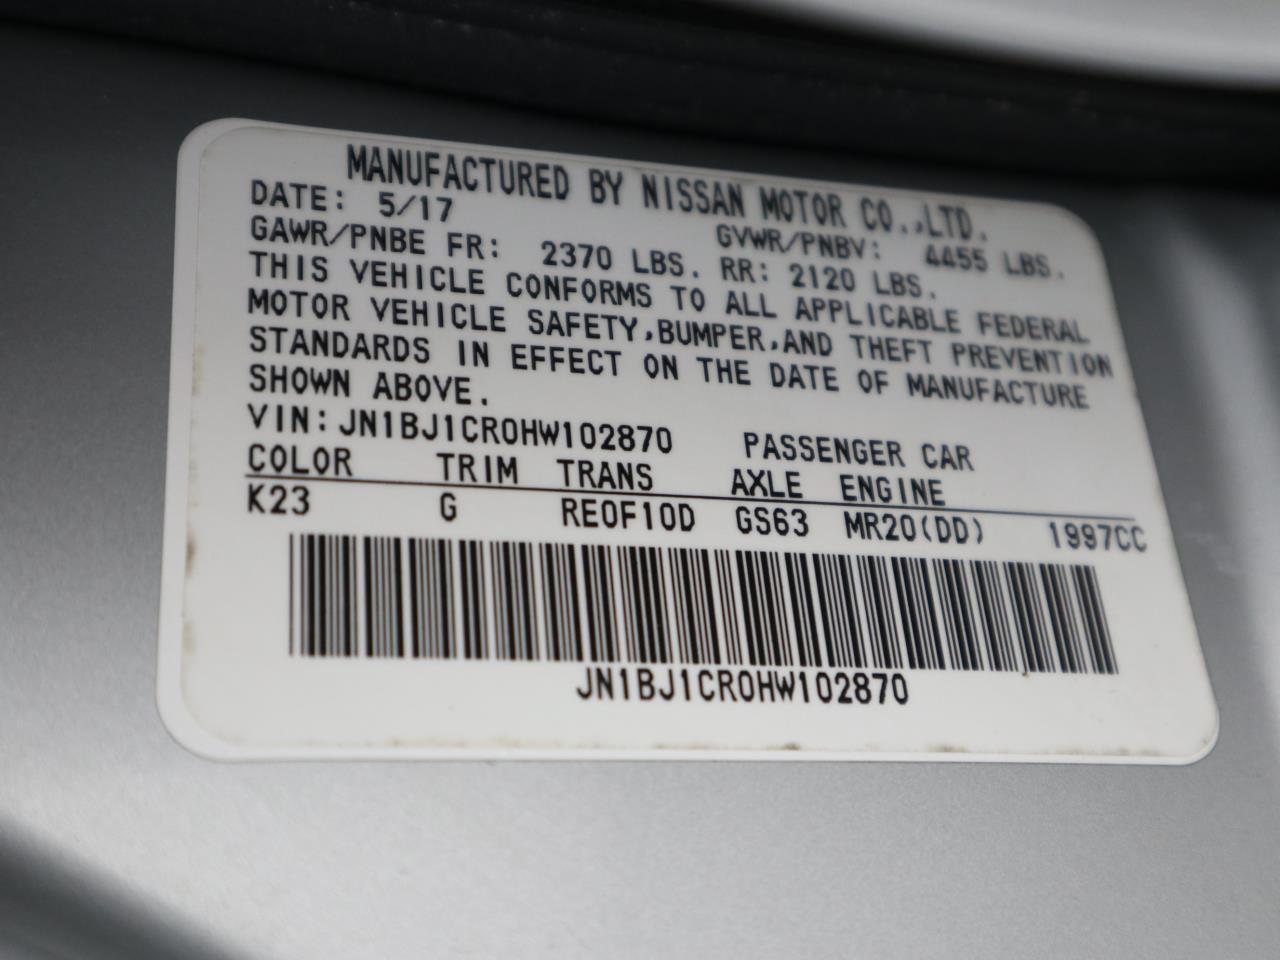 MANUFACTURED BY NISSAN MOTOR CO.,LTD.
DATE: 5/17 GVWR/PNBV: 4455 LBS.
GAWR/PNBE FR: 2370 LBS. RR: 2120 LBS.
THIS VEHICLE CONFORMS TO ALL APPLICABLE FEDERAL
MOTOR VEHICLE SAFETY,BUMPER,AND THEFT PREVENTION
STANDARDS IN EFFECT ON THE DATE OF MANUFACTURE
SHOWN ABOVE.
VIN:JN1BJ1CR0HW102870 PASSENGER CAR
COLOR TRIM TRANS AXLE ENGINE
K23 G RE0F10D GS63 MR20(DD) 1997CC
JN1BJ1CR0HW102870